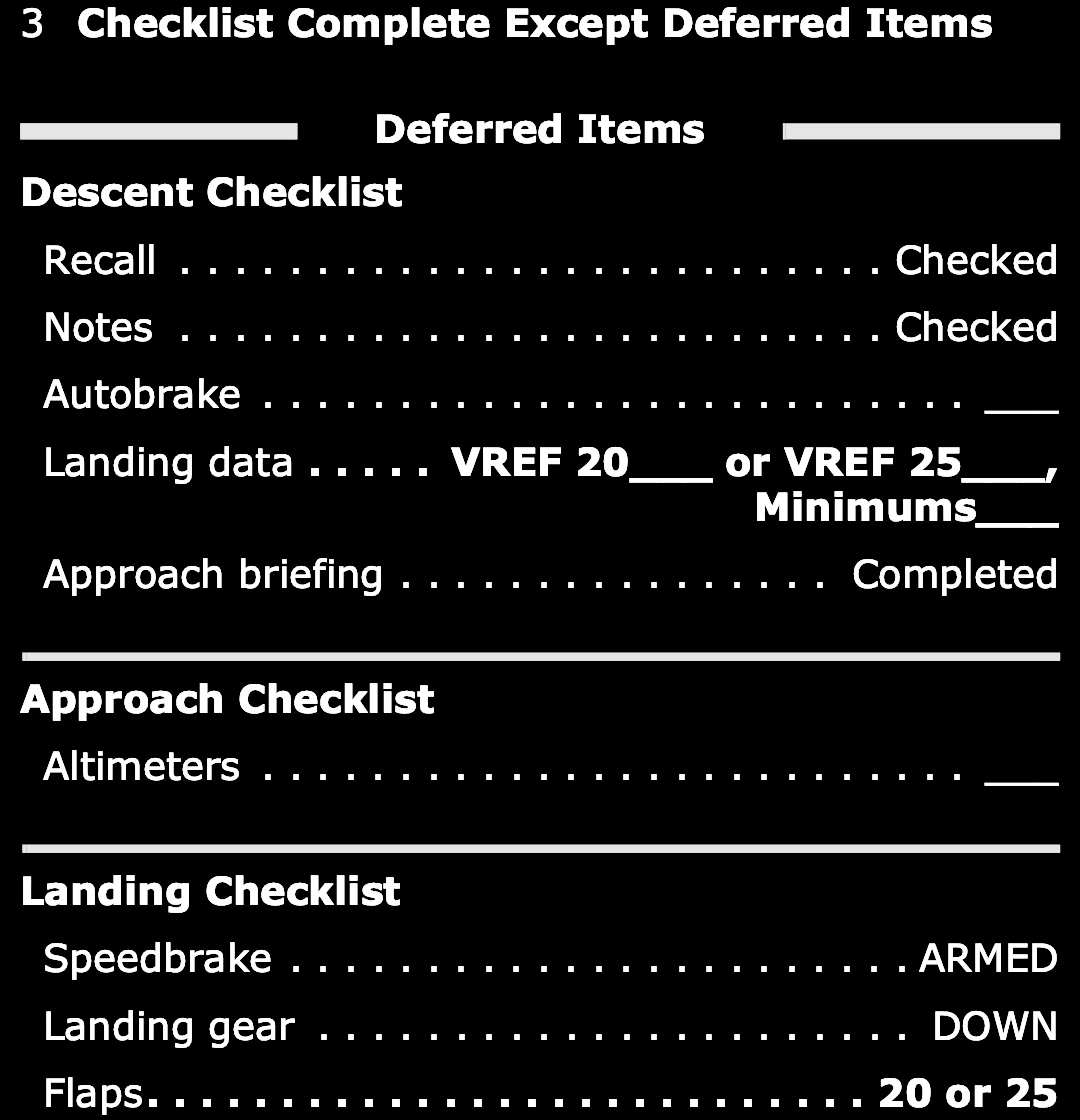 3 Checklist Complete Except Deferred Items
Deferred Items
Descent Checklist
Recall . . . . . . . . . . . . . . . . . . . . . . . . . . Checked
Notes . . . . . . . . . . . . . . . . . . . . . . . . . . Checked
Autobrake . . . . . . . . . . . . . . . . . . . . . . . . . . ___
Landing data . . . . . VREF 20___ or VREF 25___,
Minimums___
Approach briefing . . . . . . . . . . . . . . . . Completed
Approach Checklist
Altimeters . . . . . . . . . . . . . . . . . . . . . . . . . . ___
Landing Checklist
Speedbrake . . . . . . . . . . . . . . . . . . . . . . . ARMED
Landing gear . . . . . . . . . . . . . . . . . . . . . . DOWN
Flaps. . . . . . . . . . . . . . . . . . . . . . . . . . . 20 or 25